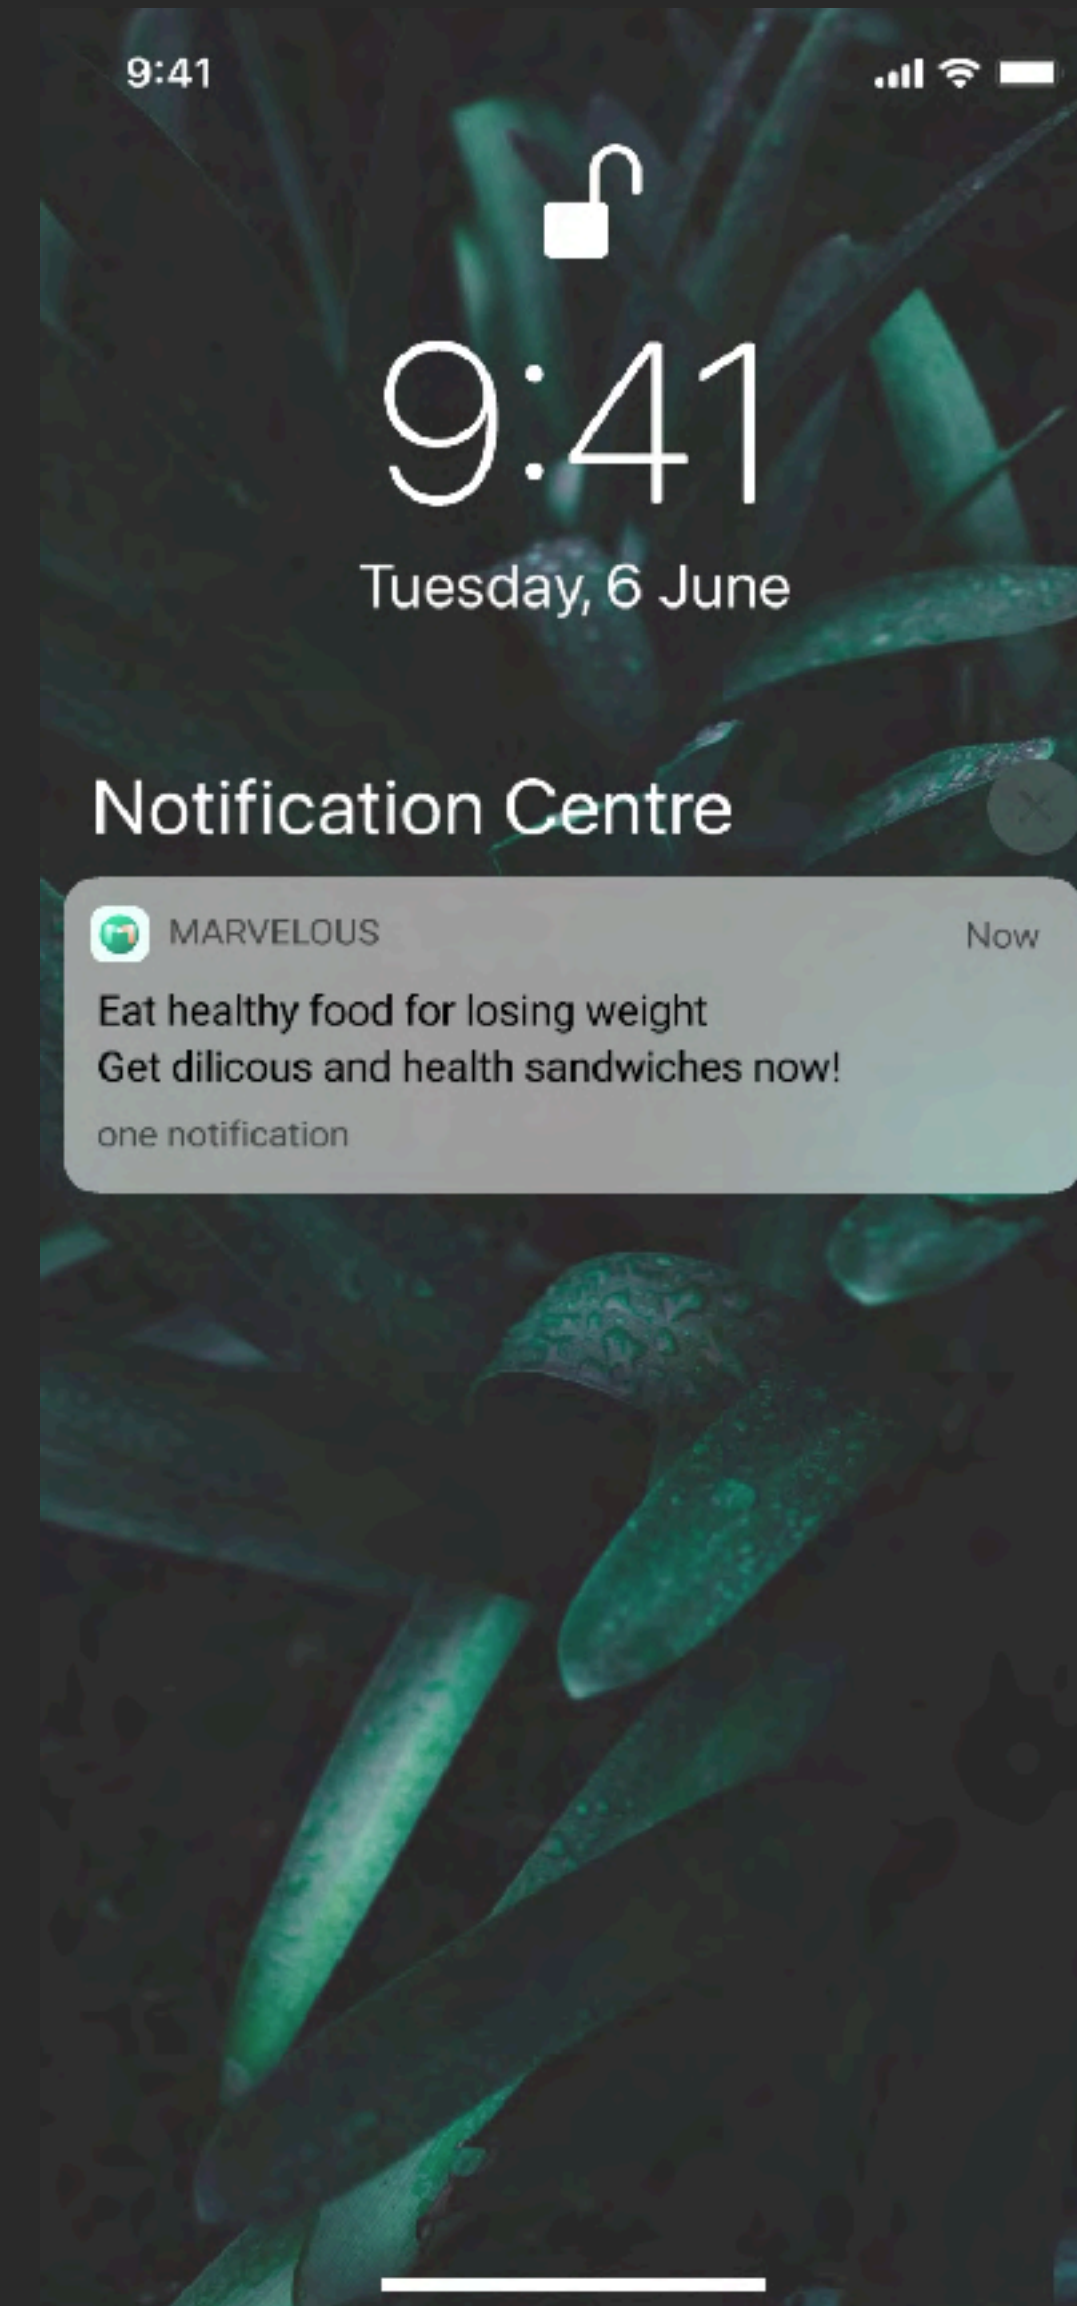 9:41
9:41
Tuesday, 6 June
Notification Centre
MARVELOUS
Now
Eat healthy food for losing weight
Get dilicous and health sandwiches now!
one notification